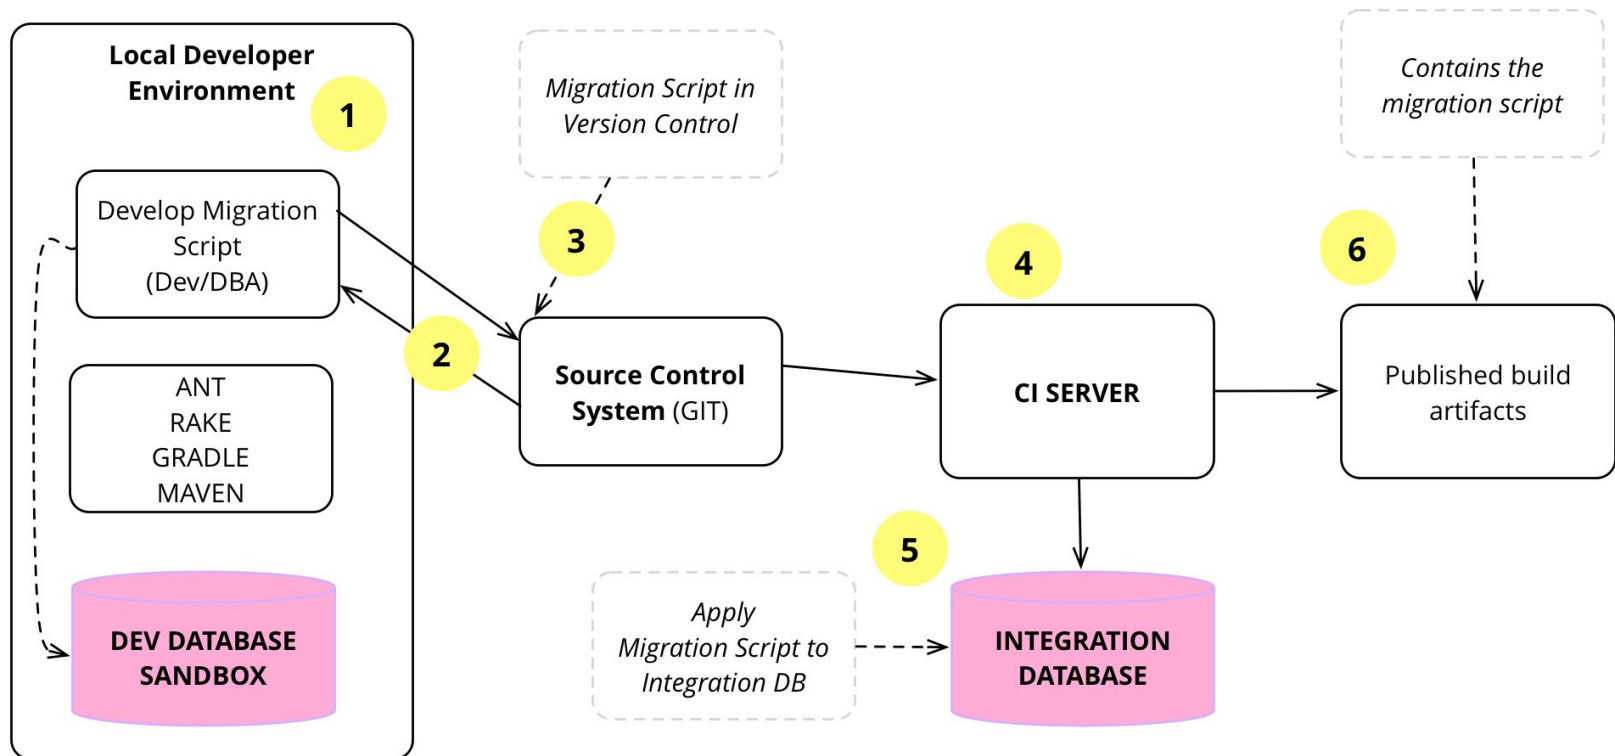 Local Developer
Environment
1
Develop Migration
Script
(Dev/DBA)
ANT
RAKE
GRADLE
MAVEN
DEV DATABASE
SANDBOX
2
Migration Script in
Version Control
3
Source Control
System (GIT)
4
CI SERVER
5
Apply
Migration Script to
Integration DB
INTEGRATION
DATABASE
Contains the
migration script
6
Published build
artifacts